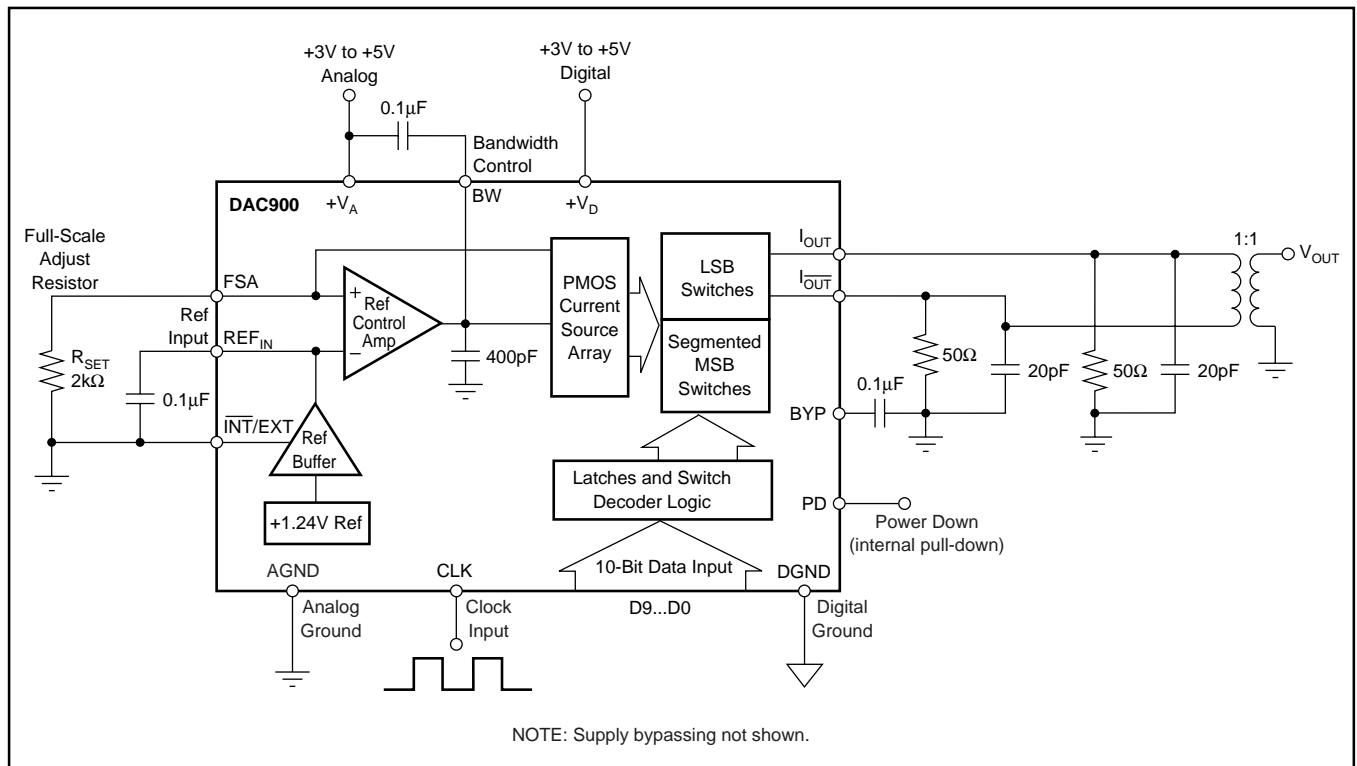 +3V to +5V
Analog
+3V to +5V
Digital
0.1µF
Bandwidth
Control
DAC900
+V_A
BW
+V_D
Full-Scale
Adjust
Resistor
FSA
Ref
Input
REF_IN
R_SET
2kΩ
0.1µF
I̅N̅T̅/EXT
+
Ref
Control
Amp
–
400pF
Ref
Buffer
+1.24V Ref
PMOS
Current
Source
Array
LSB
Switches
Segmented
MSB
Switches
Latches and Switch
Decoder Logic
10-Bit Data Input
I_OUT
I_O̅U̅T̅
1:1
V_OUT
50Ω
20pF
50Ω
20pF
0.1µF
BYP
PD
Power Down
(internal pull-down)
AGND
Analog
Ground
CLK
Clock
Input
D9...D0
DGND
Digital
Ground
NOTE: Supply bypassing not shown.